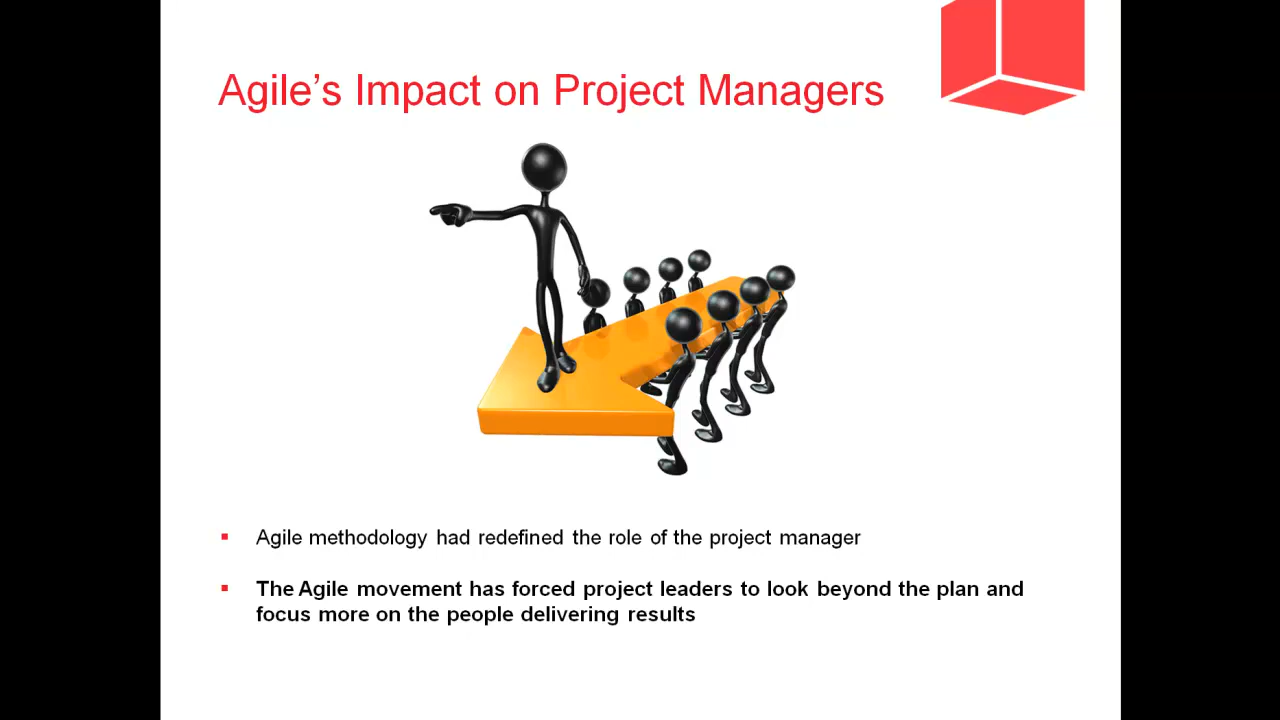 Agile’s Impact on Project Managers
Agile methodology had redefined the role of the project manager
The Agile movement has forced project leaders to look beyond the plan and
focus more on the people delivering results